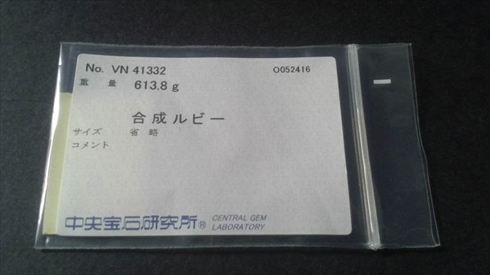 No. VN 41332 O052416
重 量 613.8 g
合成ルビー
サイズ 省 略
コメント
中央宝石研究所® CENTRAL GEM
LABORATORY